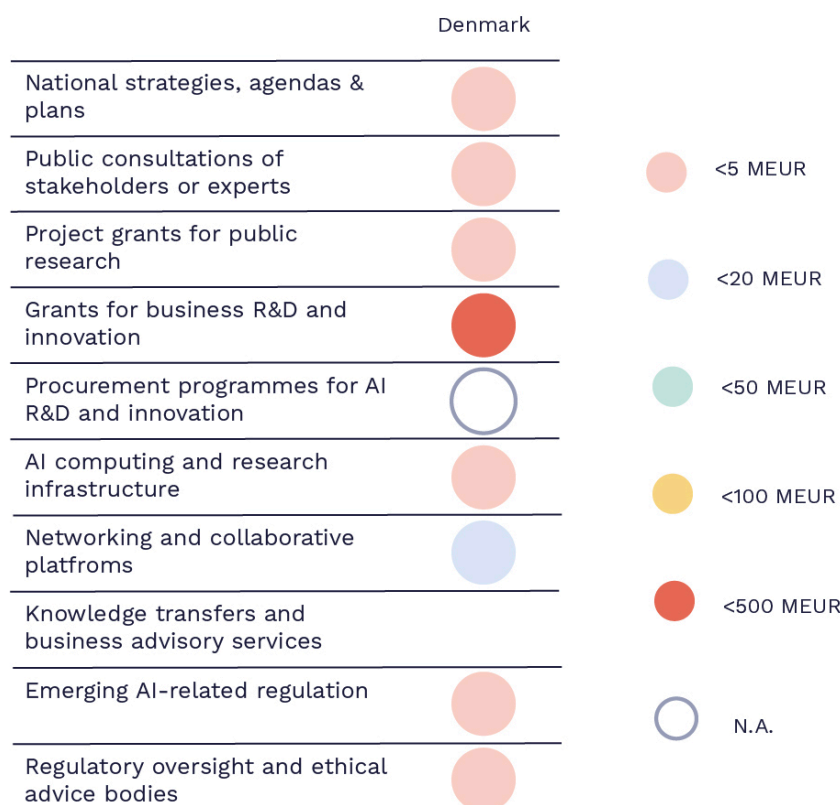 Denmark
National strategies, agendas &
plans
Public consultations of
stakeholders or experts
Project grants for public
research
Grants for business R&D and
innovation
Procurement programmes for AI
R&D and innovation
AI computing and research
infrastructure
Networking and collaborative
platfroms
Knowledge transfers and
business advisory services
Emerging AI-related regulation
Regulatory oversight and ethical
advice bodies
<5 MEUR
<20 MEUR
<50 MEUR
<100 MEUR
<500 MEUR
N.A.